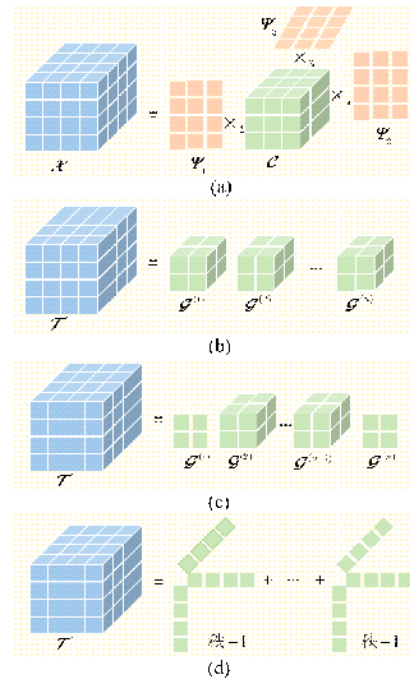 Ψ₃
×₃
= ×₁ ×₂
𝒳 Ψ₁ 𝒞 Ψ₂
(a)
= ...
𝒯 𝒢⁽¹⁾ 𝒢⁽²⁾ 𝒢⁽ᴺ⁾
(b)
= ...
𝒯 𝒢⁽¹⁾ 𝒢⁽²⁾ 𝒢⁽ᴺ⁻¹⁾ 𝒢⁽ᴺ⁾
(c)
= + ... +
𝒯 秩-1 秩-1
(d)